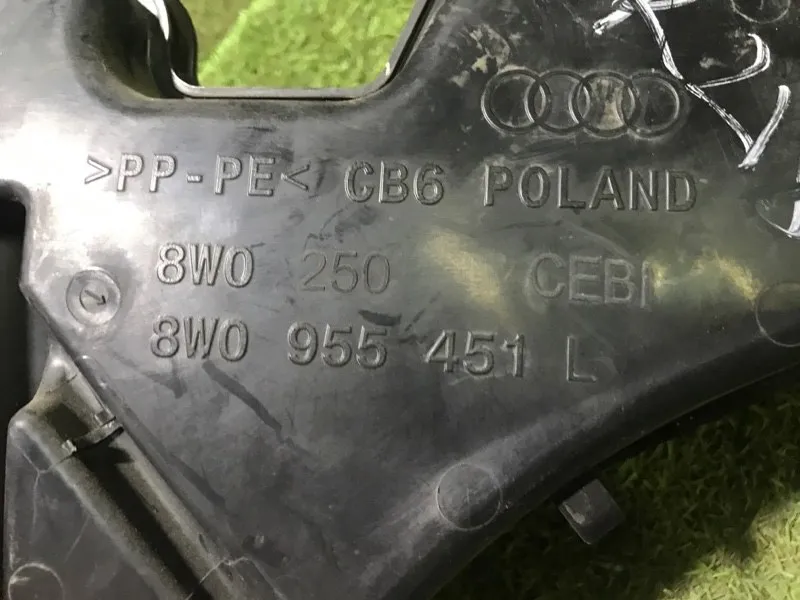 >PP-PE< CB6 POLAND
8W0 250 CEBI
8W0 955 451 L